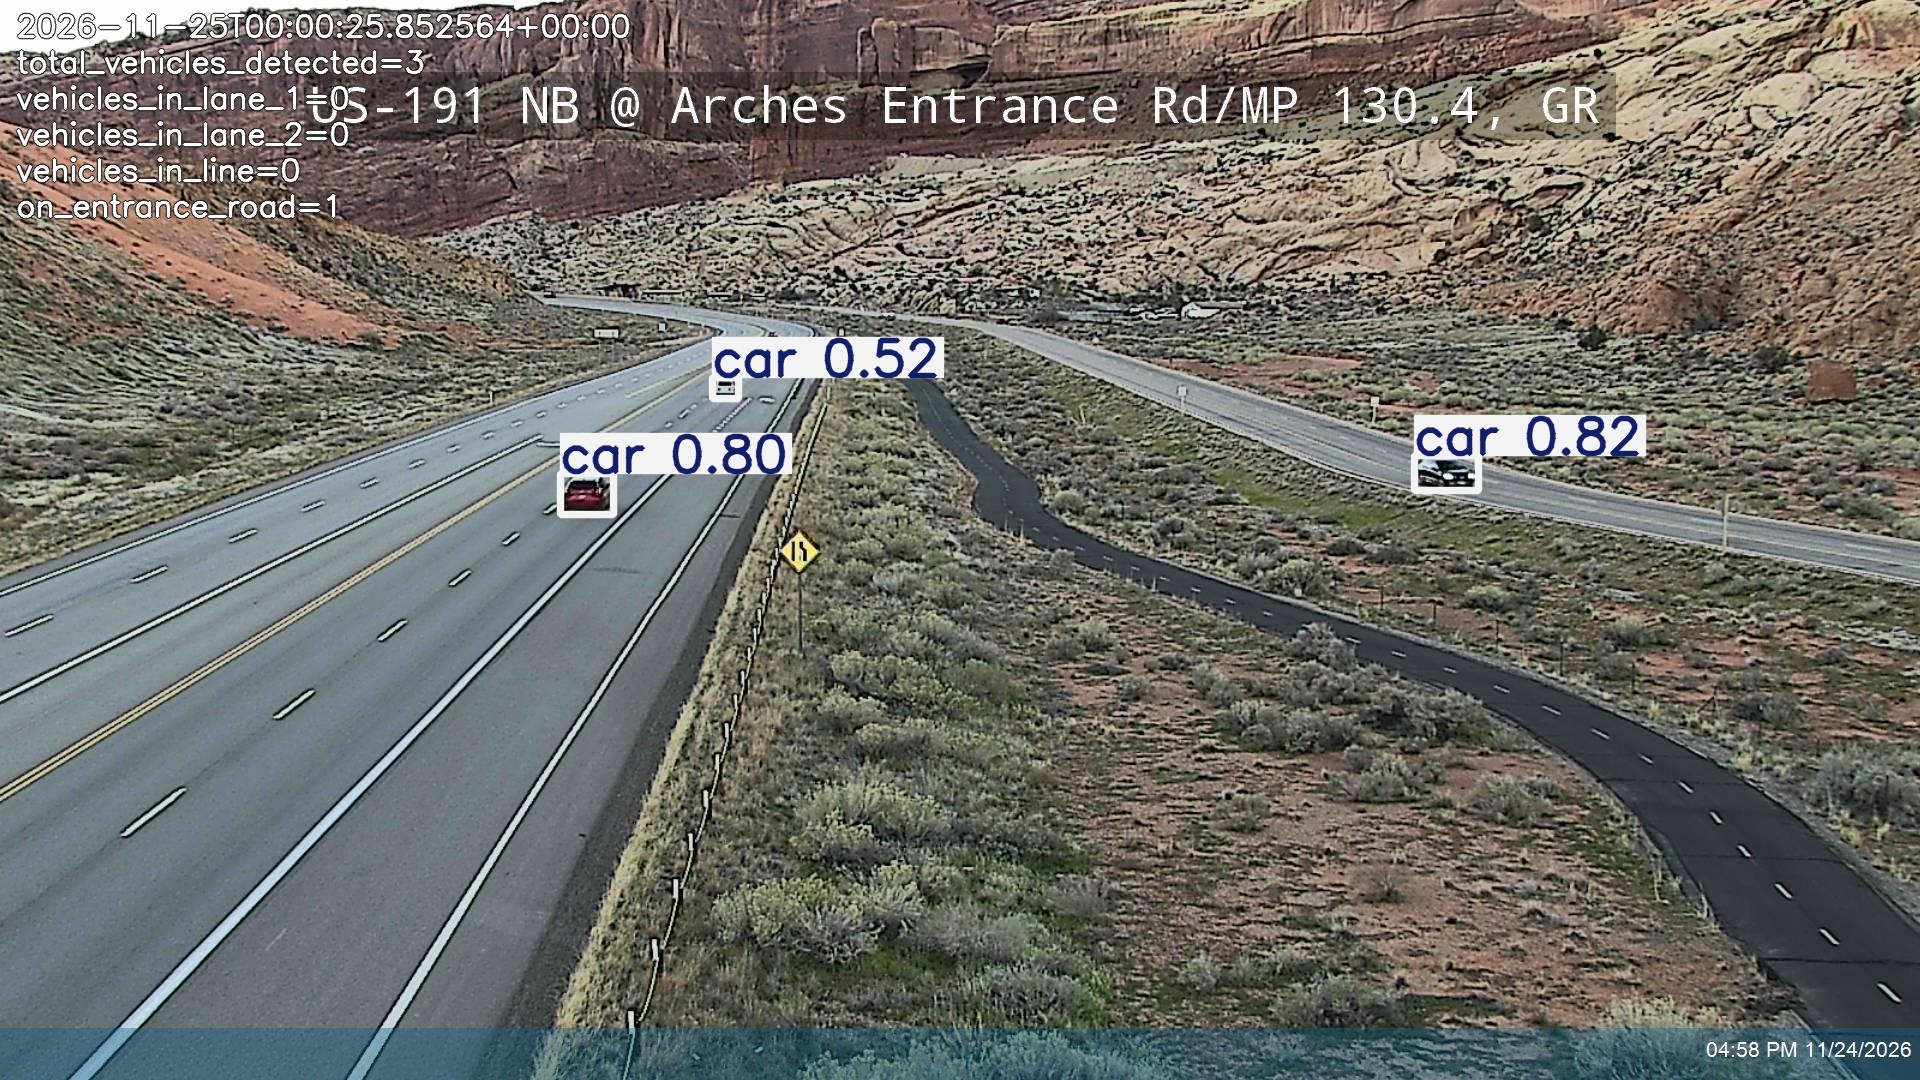 2026-11-25T00:00:25.852564+00:00
total_vehicles_detected=3
vehicles_in_lane_1=0
US-191 NB @ Arches Entrance Rd/MP 130.4, GR
vehicles_in_lane_2=0
vehicles_in_line=0
on_entrance_road=1
car 0.52
car 0.80
car 0.82
04:58 PM 11/24/2026